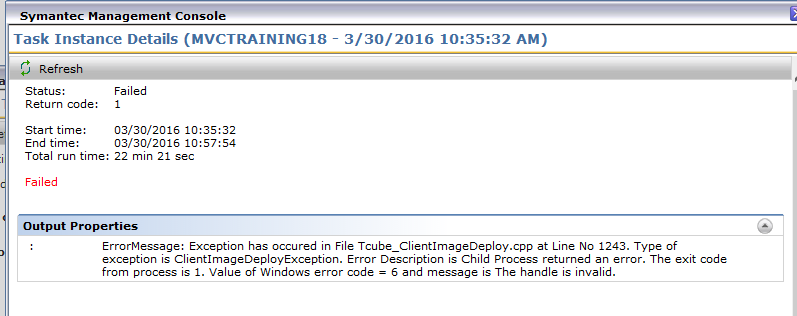 Symantec Management Console
Task Instance Details (MVCTRAINING18 - 3/30/2016 10:35:32 AM)
Refresh
Status: Failed
Return code: 1
Start time: 03/30/2016 10:35:32
End time: 03/30/2016 10:57:54
Total run time: 22 min 21 sec
Failed
Output Properties
: ErrorMessage: Exception has occured in File Tcube_ClientImageDeploy.cpp at Line No 1243. Type of
exception is ClientImageDeployException. Error Description is Child Process returned an error. The exit code
from process is 1. Value of Windows error code = 6 and message is The handle is invalid.